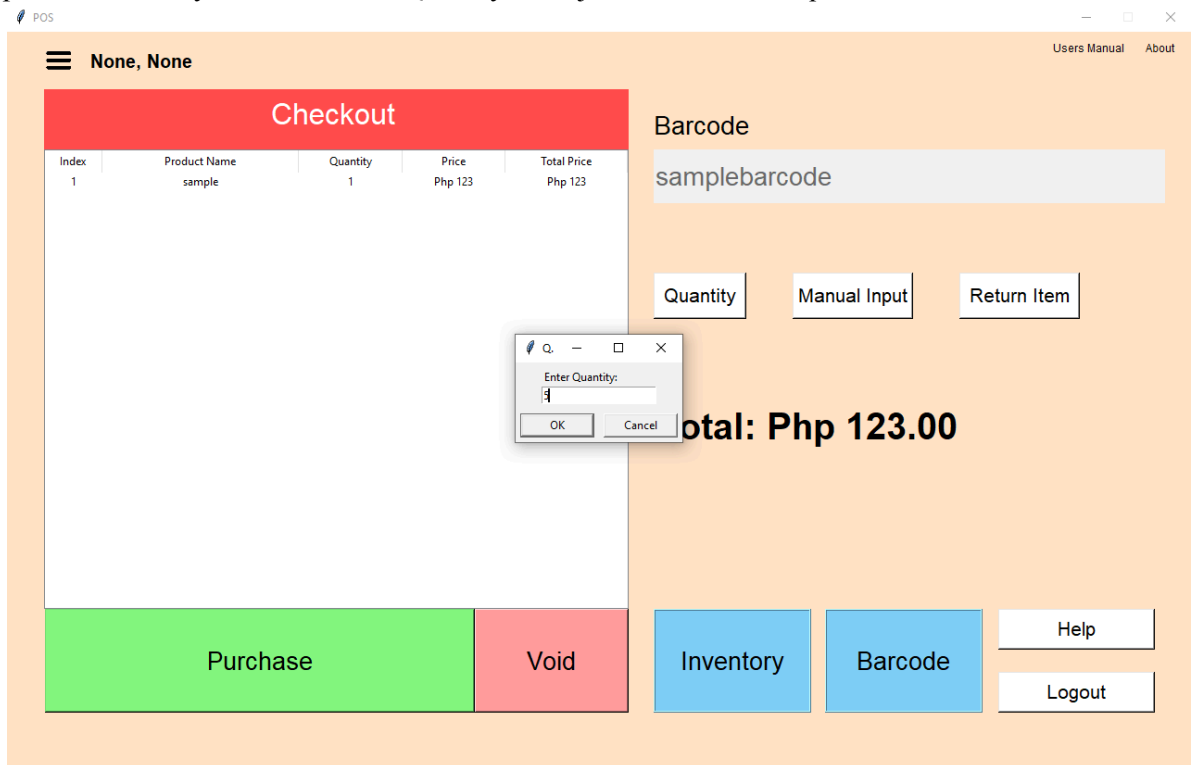 POS
Users Manual About
None, None
Checkout
Index Product Name Quantity Price Total Price
1 sample 1 Php 123 Php 123
Barcode
samplebarcode
Quantity Manual Input Return Item
Q.
Enter Quantity:
5
OK Cancel
otal: Php 123.00
Purchase Void Inventory Barcode
Help
Logout